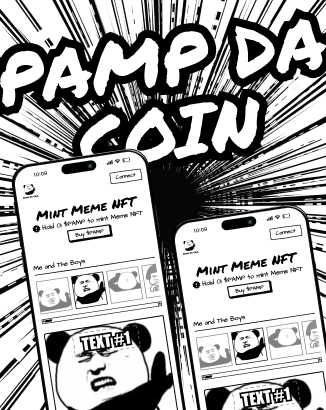 PAMP DA
COIN
10:09
Connect
MINT MEME NFT
Hold 01 $PAMP to mint Meme NFT
Buy $PAMP
Me and The Boys
TEXT #1
10:09
Connect
MINT MEME NFT
Hold 01 $PAMP to mint Meme NFT
Buy $PAMP
Me and The Boys
TEXT #1